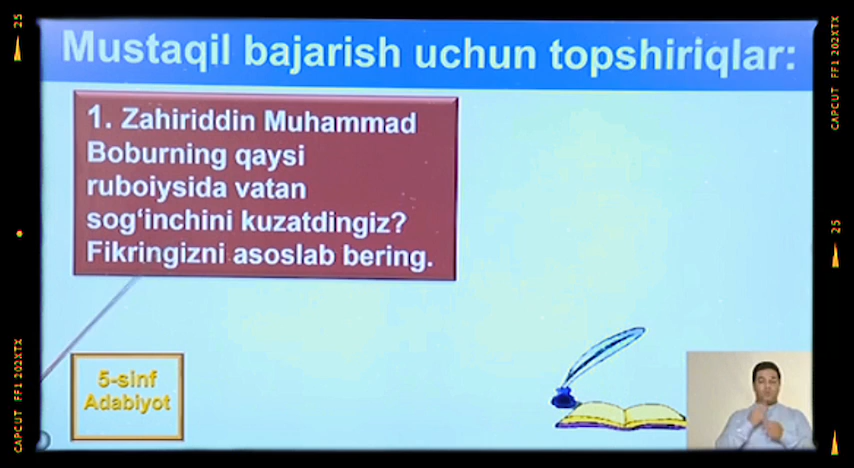 Mustaqil bajarish uchun topshiriqlar:
1. Zahiriddin Muhammad
Boburning qaysi
ruboiysida vatan
sog‘inchini kuzatdingiz?
Fikringizni asoslab bering.
5-sinf
Adabiyot
25
CAPCUT FF1 202XTX
CAPCUT FF1 202XTX
25